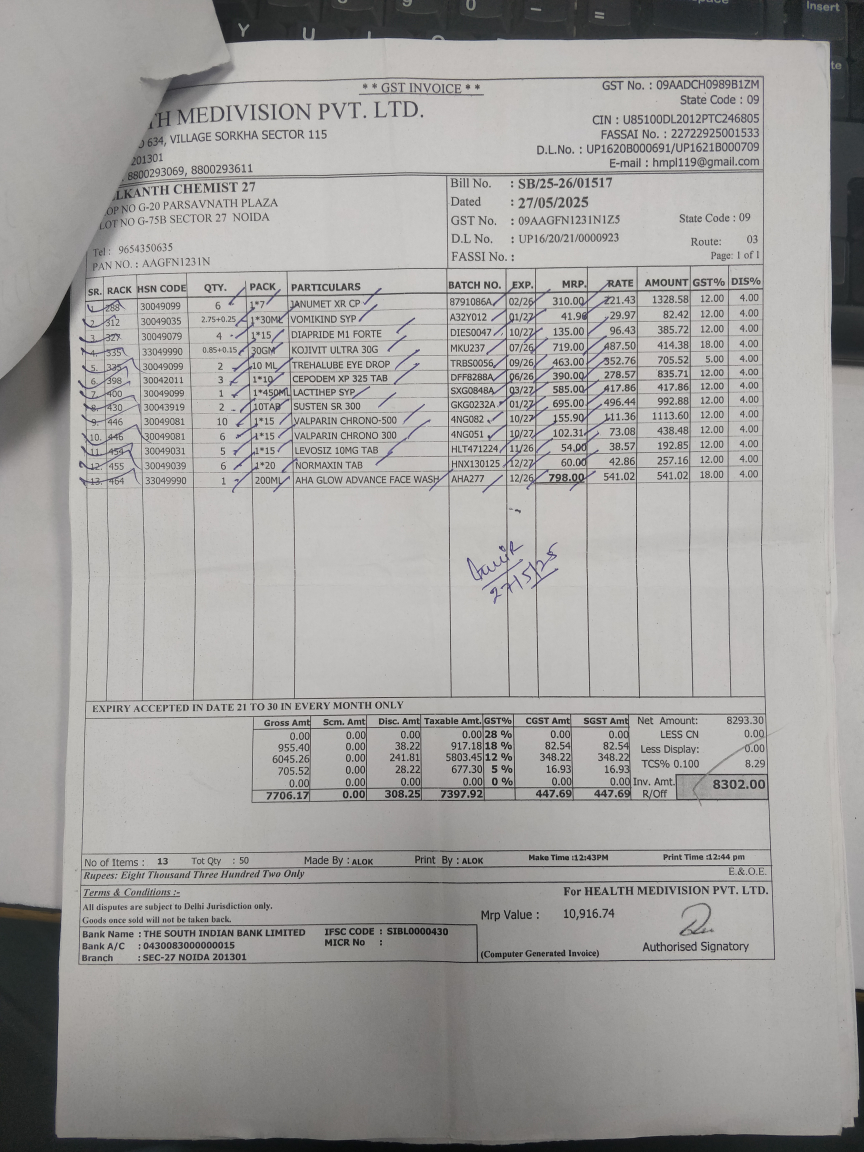 * * GST INVOICE * *
GST No. : 09AADCH0989B1ZM
State Code : 09
TH MEDIVISION PVT. LTD.
CIN : U85100DL2012PTC246805
634, VILLAGE SORKHA SECTOR 115
FASSAI No. : 22722925001533
201301
D.L.No. : UP1620B000691/UP1621B000709
8800293069, 8800293611
E-mail : hmpl119@gmail.com
LKANTH CHEMIST 27
OP NO G-20 PARSAVNATH PLAZA
LOT NO G-75B SECTOR 27 NOIDA
Tel : 9654350635
PAN NO. : AAGFN1231N
Bill No. : SB/25-26/01517
Dated : 27/05/2025
GST No. : 09AAGFN1231N1Z5 State Code : 09
D.L No. : UP16/20/21/0000923 Route: 03
FASSI No. : Page: 1 of 1
SR. RACK HSN CODE QTY. PACK PARTICULARS BATCH NO. EXP. MRP. RATE AMOUNT GST% DIS%
1. 288 30049099 6 1*7 JANUMET XR CP 8791086A 02/26 310.00 221.43 1328.58 12.00 4.00
2. 312 30049035 2.75+0.25 1*30ML VOMIKIND SYP A32Y012 01/27 41.96 29.97 82.42 12.00 4.00
3. 327 30049079 4 1*15 DIAPRIDE M1 FORTE DIES0047 10/27 135.00 96.43 385.72 12.00 4.00
4. 335 33049990 0.85+0.15 30GM KOJIVIT ULTRA 30G MKU237 07/26 719.00 487.50 414.38 18.00 4.00
5. 335 30049099 2 10 ML TREHALUBE EYE DROP TRBS0056 09/26 463.00 352.76 705.52 5.00 4.00
6. 398 30042011 3 1*10 CEPODEM XP 325 TAB DFF8288A 06/26 390.00 278.57 835.71 12.00 4.00
7. 400 30049099 1 1*450ML LACTIHEP SYP SXG0848A 03/27 585.00 417.86 417.86 12.00 4.00
8. 430 30043919 2 10TAB SUSTEN SR 300 GKG0232A 01/27 695.00 496.44 992.88 12.00 4.00
9. 446 30049081 10 1*15 VALPARIN CHRONO-500 4NG082 10/27 155.90 111.36 1113.60 12.00 4.00
10. 446 30049081 6 1*15 VALPARIN CHRONO 300 4NG051 10/27 102.31 73.08 438.48 12.00 4.00
11. 454 30049031 5 1*15 LEVOSIZ 10MG TAB HLT471224 11/26 54.00 38.57 192.85 12.00 4.00
12. 455 30049039 6 1*20 NORMAXIN TAB HNX130125 12/27 60.00 42.86 257.16 12.00 4.00
13. 464 33049990 1 200ML AHA GLOW ADVANCE FACE WASH AHA277 12/26 798.00 541.02 541.02 18.00 4.00
27/5/25
EXPIRY ACCEPTED IN DATE 21 TO 30 IN EVERY MONTH ONLY
Gross Amt Scm. Amt Disc. Amt Taxable Amt. GST% CGST Amt SGST Amt
0.00 0.00 0.00 0.00 28 % 0.00 0.00
955.40 0.00 38.22 917.18 18 % 82.54 82.54
6045.26 0.00 241.81 5803.45 12 % 348.22 348.22
705.52 0.00 28.22 677.30 5 % 16.93 16.93
0.00 0.00 0.00 0.00 0 % 0.00 0.00
7706.17 0.00 308.25 7397.92 447.69 447.69
Net Amount: 8293.30
LESS CN 0.00
Less Display: 0.00
TCS% 0.100 8.29
Inv. Amt. 8302.00
R/Off
No of Items : 13 Tot Qty : 50 Made By : ALOK Print By : ALOK Make Time :12:43PM Print Time :12:44 pm
Rupees: Eight Thousand Three Hundred Two Only E.&.O.E.
Terms & Conditions :-
All disputes are subject to Delhi Jurisdiction only.
Goods once sold will not be taken back.
Bank Name : THE SOUTH INDIAN BANK LIMITED IFSC CODE : SIBL0000430
Bank A/C : 0430083000000015 MICR No :
Branch : SEC-27 NOIDA 201301
For HEALTH MEDIVISION PVT. LTD.
Mrp Value : 10,916.74
Authorised Signatory
(Computer Generated Invoice)
Insert
Y U